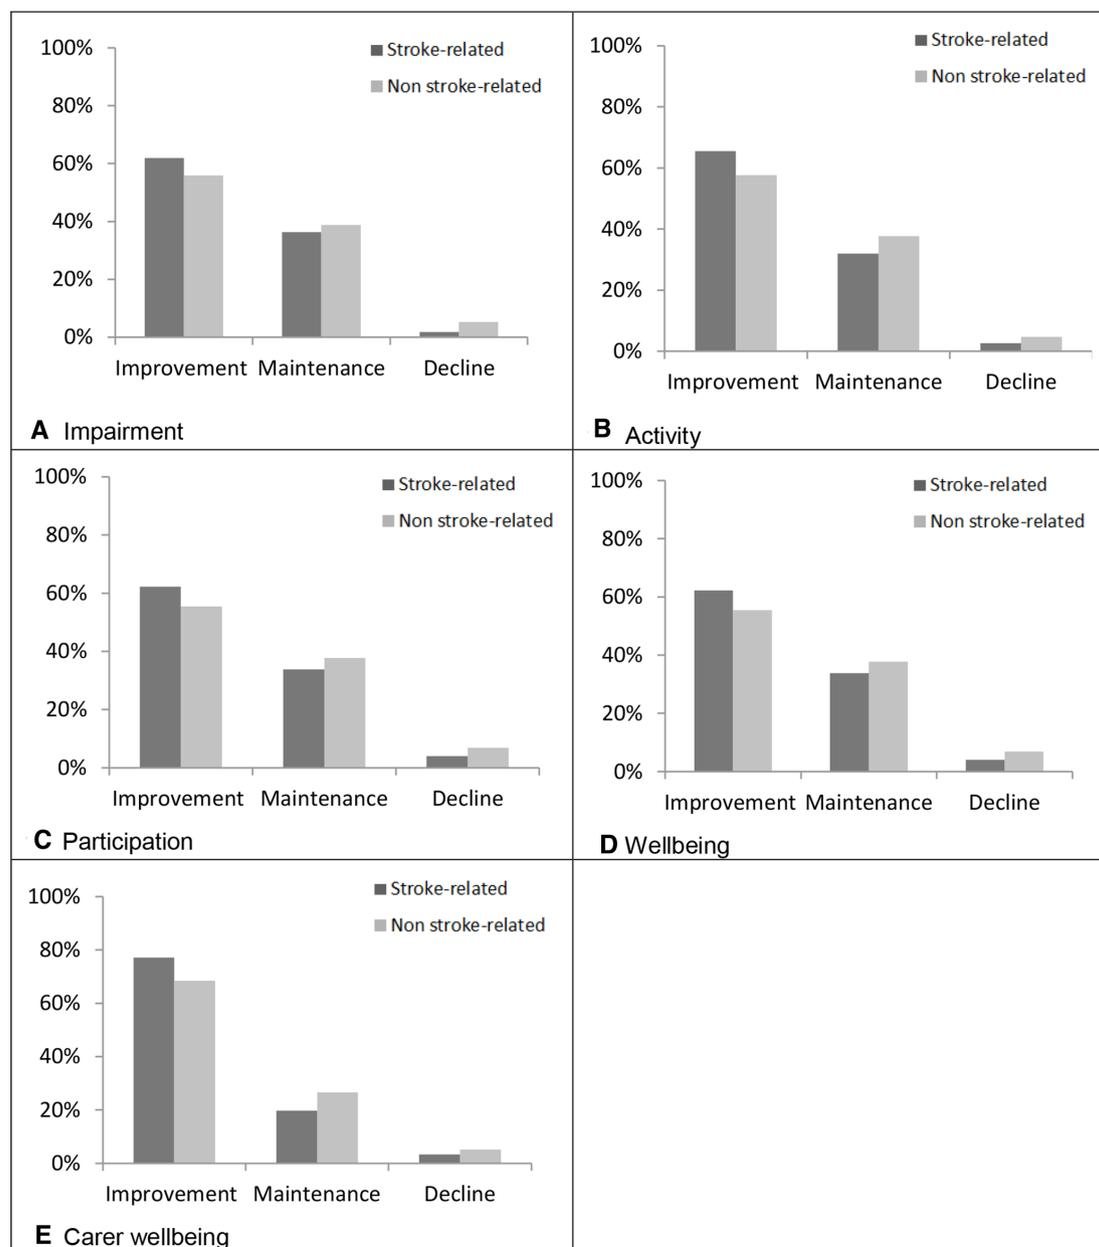 100%
80%
60%
40%
20%
0%
Stroke-related
Non stroke-related
Improvement Maintenance Decline
A Impairment
100%
80%
60%
40%
20%
0%
Stroke-related
Non stroke-related
Improvement Maintenance Decline
B Activity
100%
80%
60%
40%
20%
0%
Stroke-related
Non stroke-related
Improvement Maintenance Decline
C Participation
100%
80%
60%
40%
20%
0%
Stroke-related
Non stroke-related
Improvement Maintenance Decline
D Wellbeing
100%
80%
60%
40%
20%
0%
Stroke-related
Non stroke-related
Improvement Maintenance Decline
E Carer wellbeing